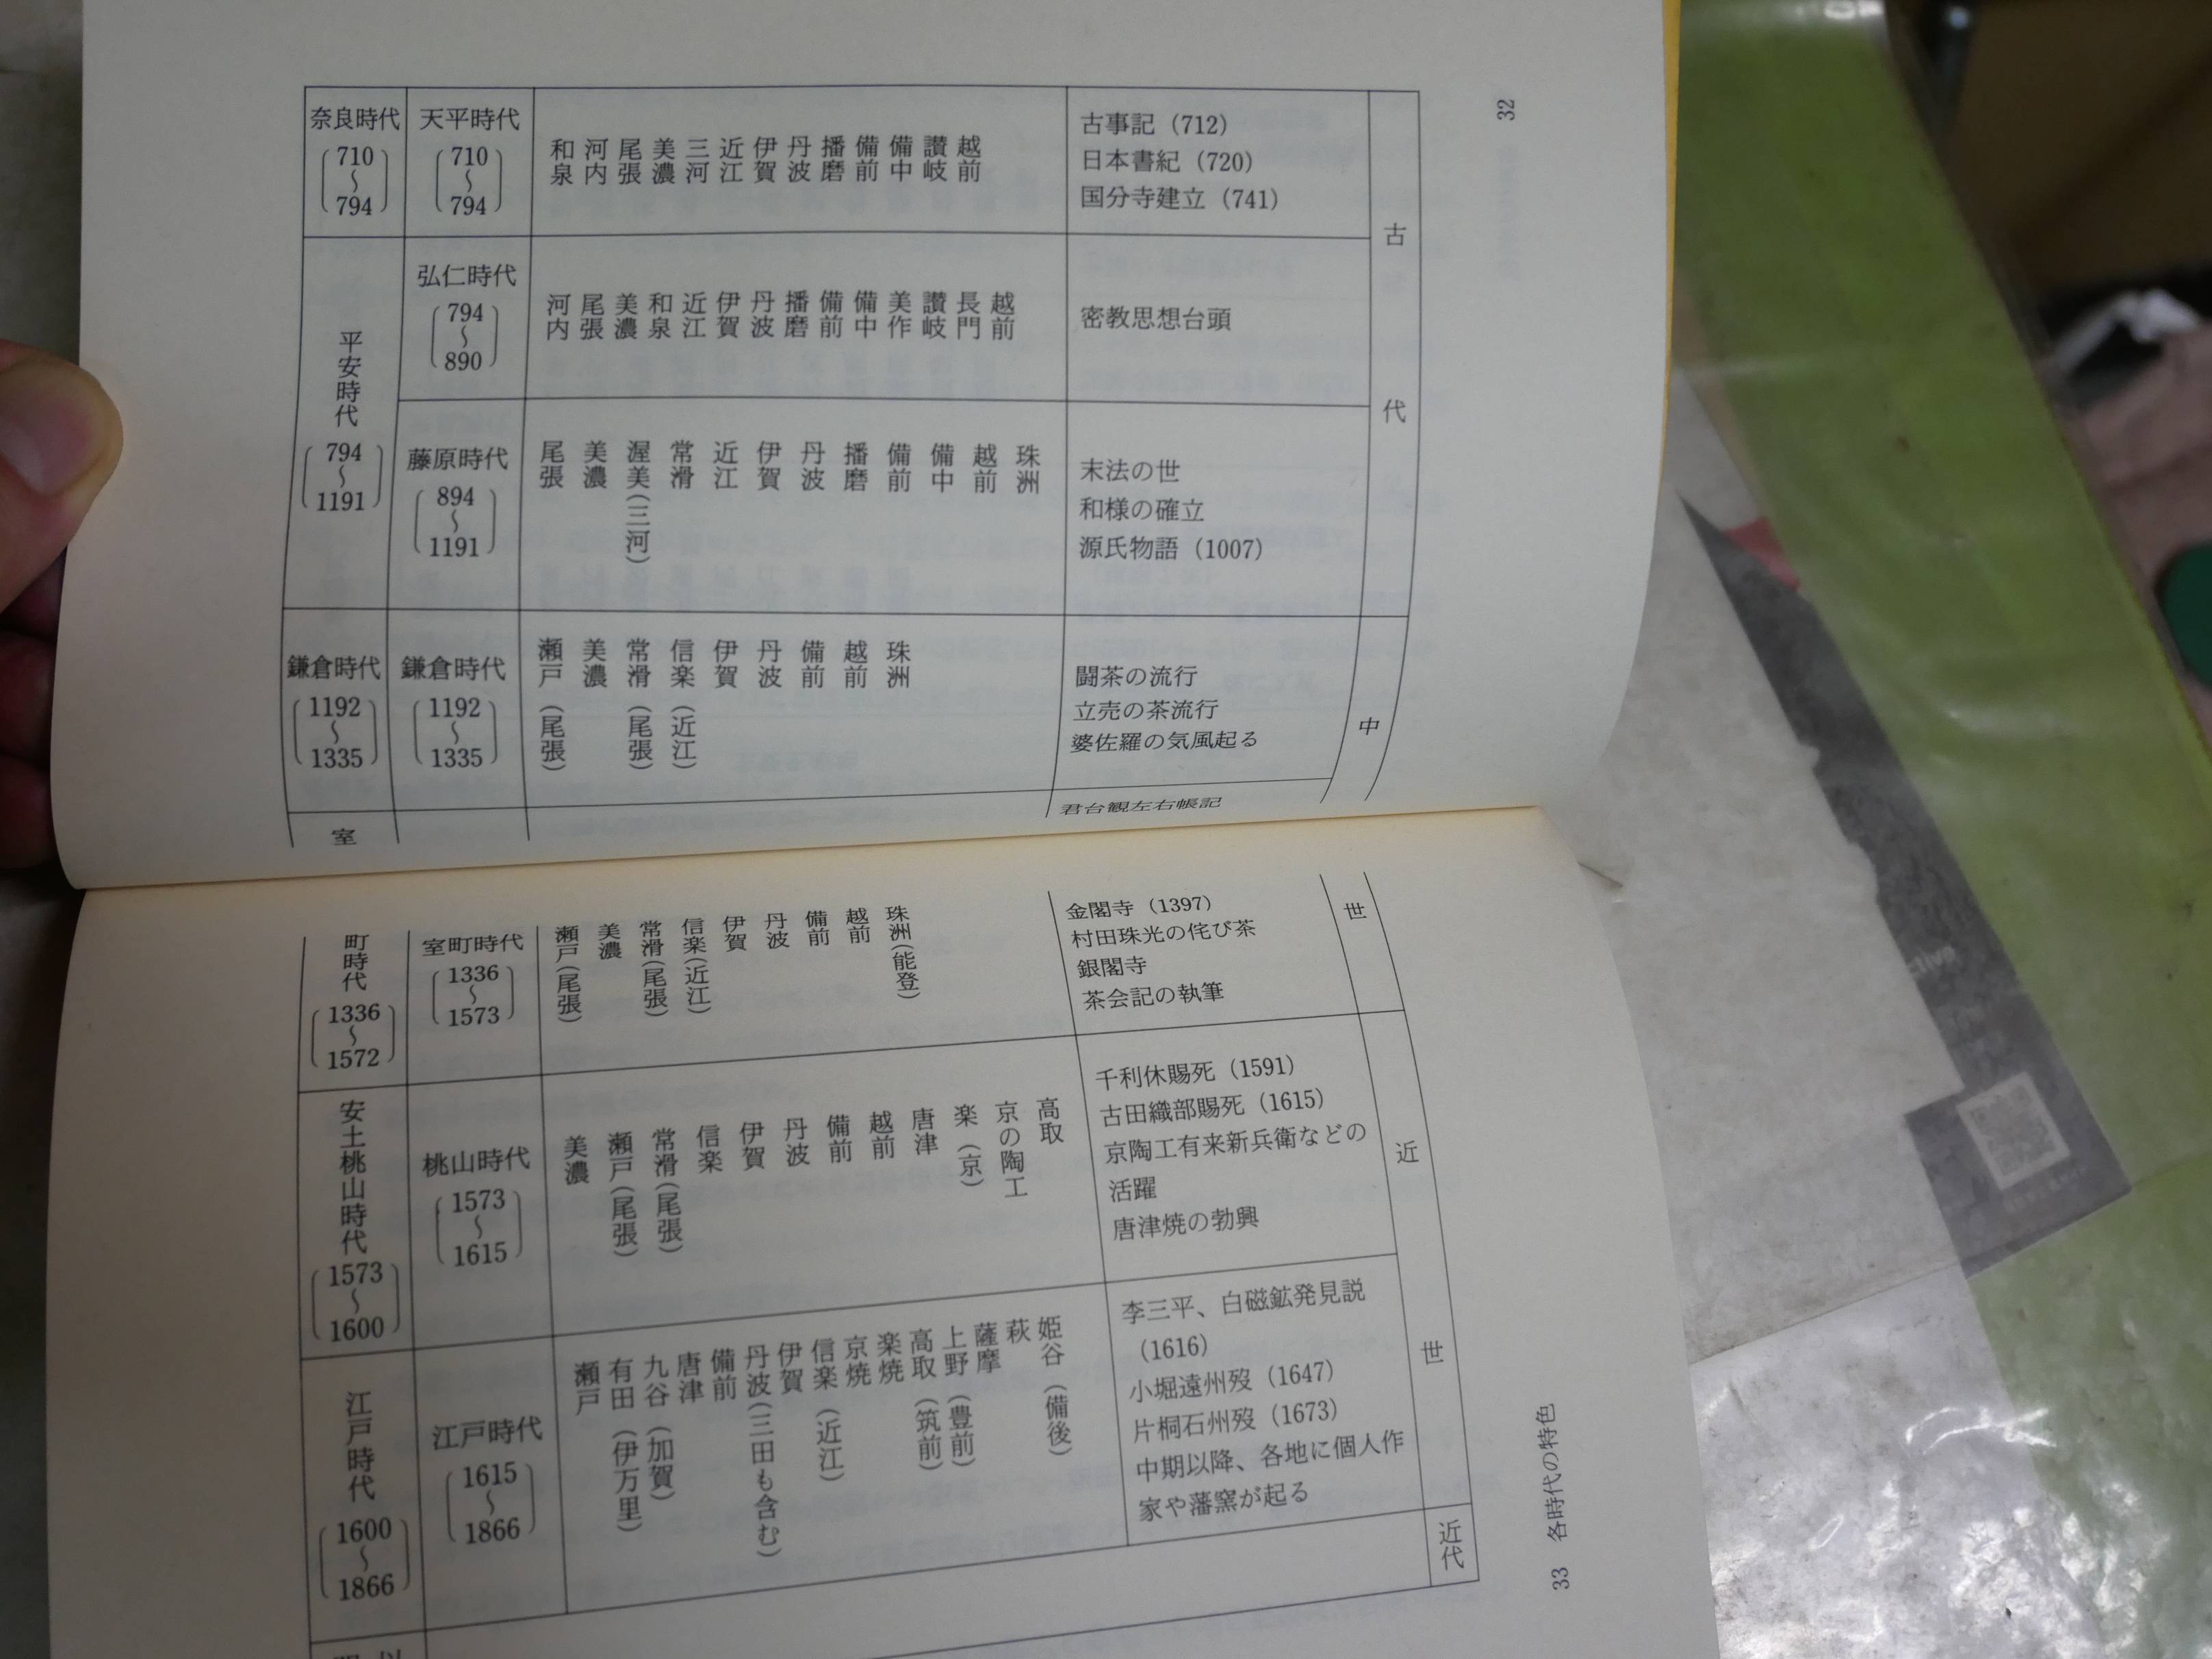 32
奈良時代
710
〜
794
天平時代
710
〜
794
和泉
河内
尾張
美濃
三河
近江
伊賀
丹波
播磨
備前
備中
讃岐
越前
古事記（712）
日本書紀（720）
国分寺建立（741）
古代
平安時代
794
〜
1191
弘仁時代
794
〜
890
河内
尾張
美濃
和泉
近江
伊賀
丹波
播磨
備前
備中
美作
讃岐
長門
越前
密教思想台頭
藤原時代
894
〜
1191
尾張
美濃
渥美（三河）
常滑
近江
伊賀
丹波
播磨
備前
備中
越前
珠洲
末法の世
和様の確立
源氏物語（1007）
鎌倉時代
1192
〜
1335
鎌倉時代
1192
〜
1335
瀬戸（尾張）
美濃
常滑（尾張）
信楽（近江）
伊賀
丹波
備前
越前
珠洲
闘茶の流行
立売の茶流行
婆佐羅の気風起る
中
室
君台観左右帳記
町時代
1336
〜
1572
室町時代
1336
〜
1573
瀬戸（尾張）
美濃
常滑（尾張）
信楽（近江）
伊賀
丹波
備前
越前
珠洲（能登）
金閣寺（1397）
村田珠光の侘び茶
銀閣寺
茶会記の執筆
世
安土桃山時代
1573
〜
1600
桃山時代
1573
〜
1615
美濃
瀬戸（尾張）
常滑（尾張）
信楽
伊賀
丹波
備前
越前
唐津
楽（京）
京の陶工
高取
千利休賜死（1591）
古田織部賜死（1615）
京陶工有来新兵衛などの
活躍
唐津焼の勃興
近世
江戸時代
1600
〜
1866
江戸時代
1615
〜
1866
瀬戸
有田（伊万里）
九谷（加賀）
唐津
備前
丹波（三田も含む）
伊賀
信楽（近江）
京焼
楽焼
高取（筑前）
上野（豊前）
薩摩
萩
姫谷（備後）
李三平、白磁鉱発見説
（1616）
小堀遠州歿（1647）
片桐石州歿（1673）
中期以降、各地に個人作
家や藩窯が起る
近代
33 各時代の特色